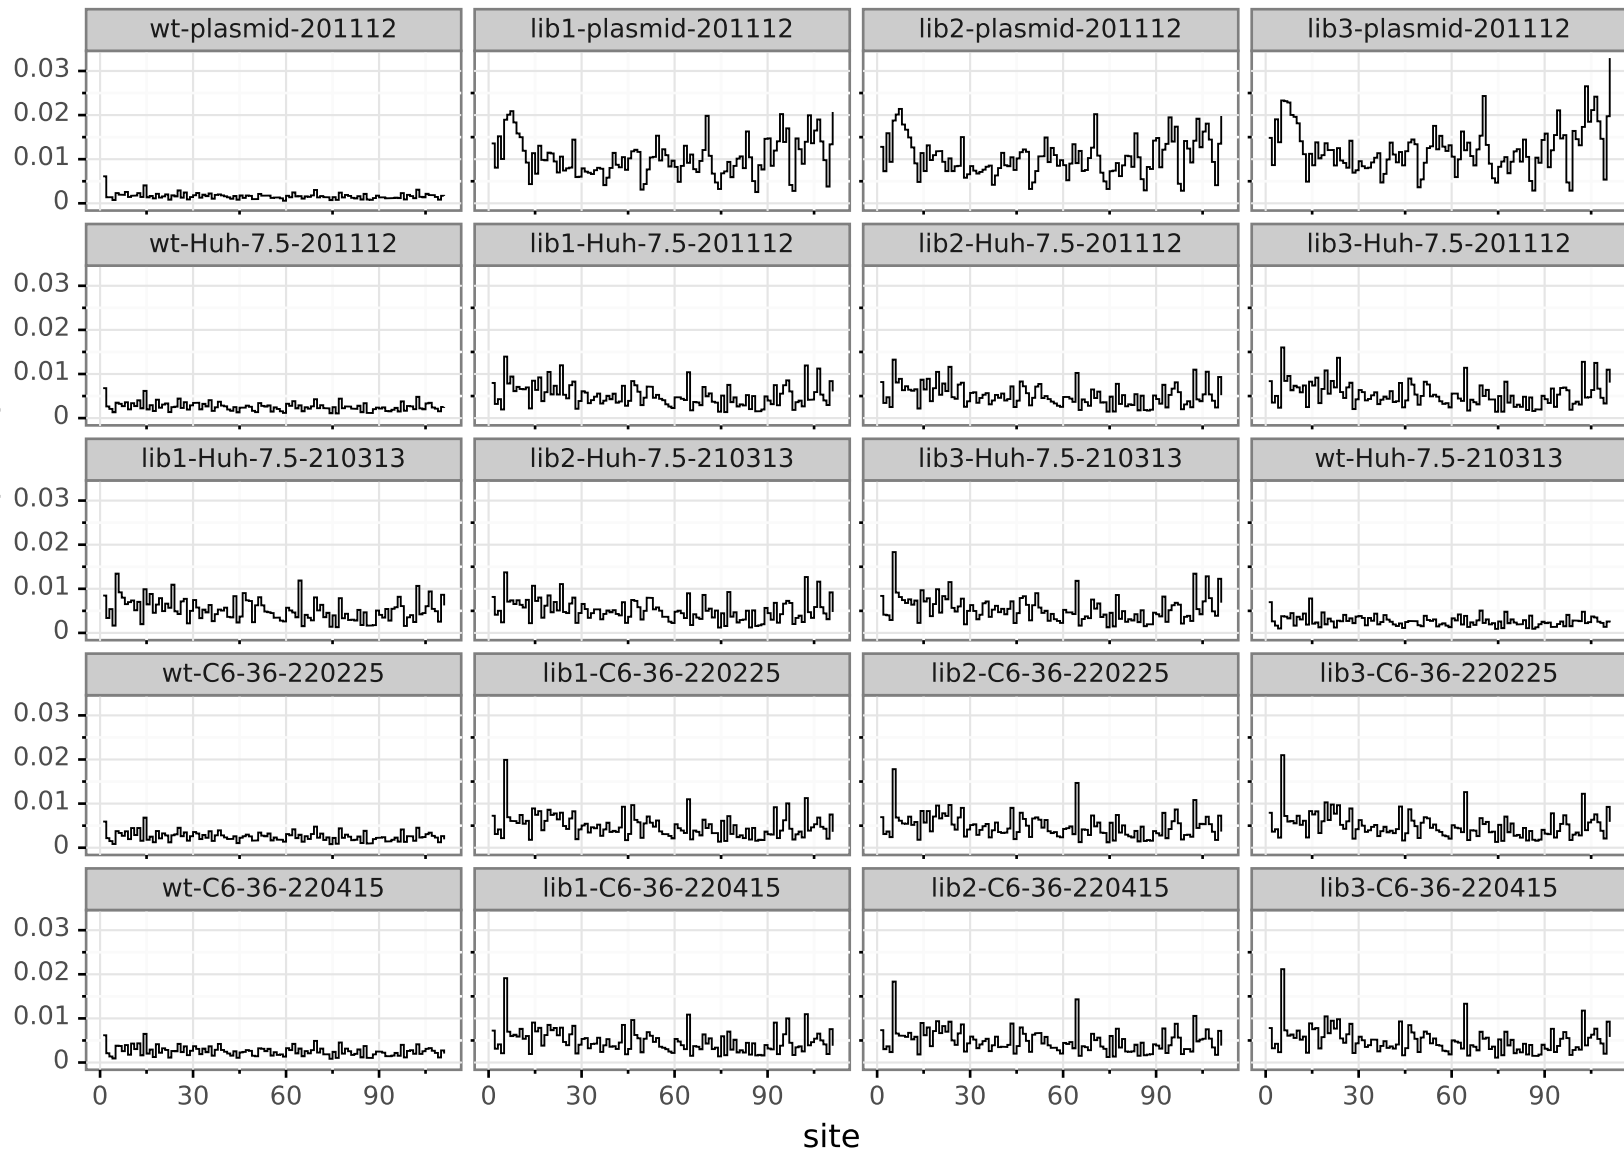 wt-plasmid-201112 lib1-plasmid-201112 lib2-plasmid-201112 lib3-plasmid-201112
0.03
0.02
0.01
0
wt-Huh-7.5-201112 lib1-Huh-7.5-201112 lib2-Huh-7.5-201112 lib3-Huh-7.5-201112
0.03
0.02
0.01
0
lib1-Huh-7.5-210313 lib2-Huh-7.5-210313 lib3-Huh-7.5-210313 wt-Huh-7.5-210313
0.03
0.02
0.01
0
wt-C6-36-220225 lib1-C6-36-220225 lib2-C6-36-220225 lib3-C6-36-220225
0.03
0.02
0.01
0
wt-C6-36-220415 lib1-C6-36-220415 lib2-C6-36-220415 lib3-C6-36-220415
0.03
0.02
0.01
0
0 30 60 90 0 30 60 90 0 30 60 90 0 30 60 90
site